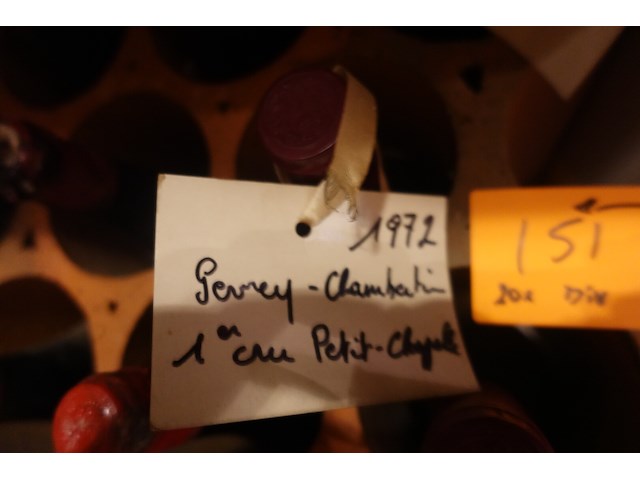 1972
Gevrey-Chambertin
1er cru Petit-Chapelle
151